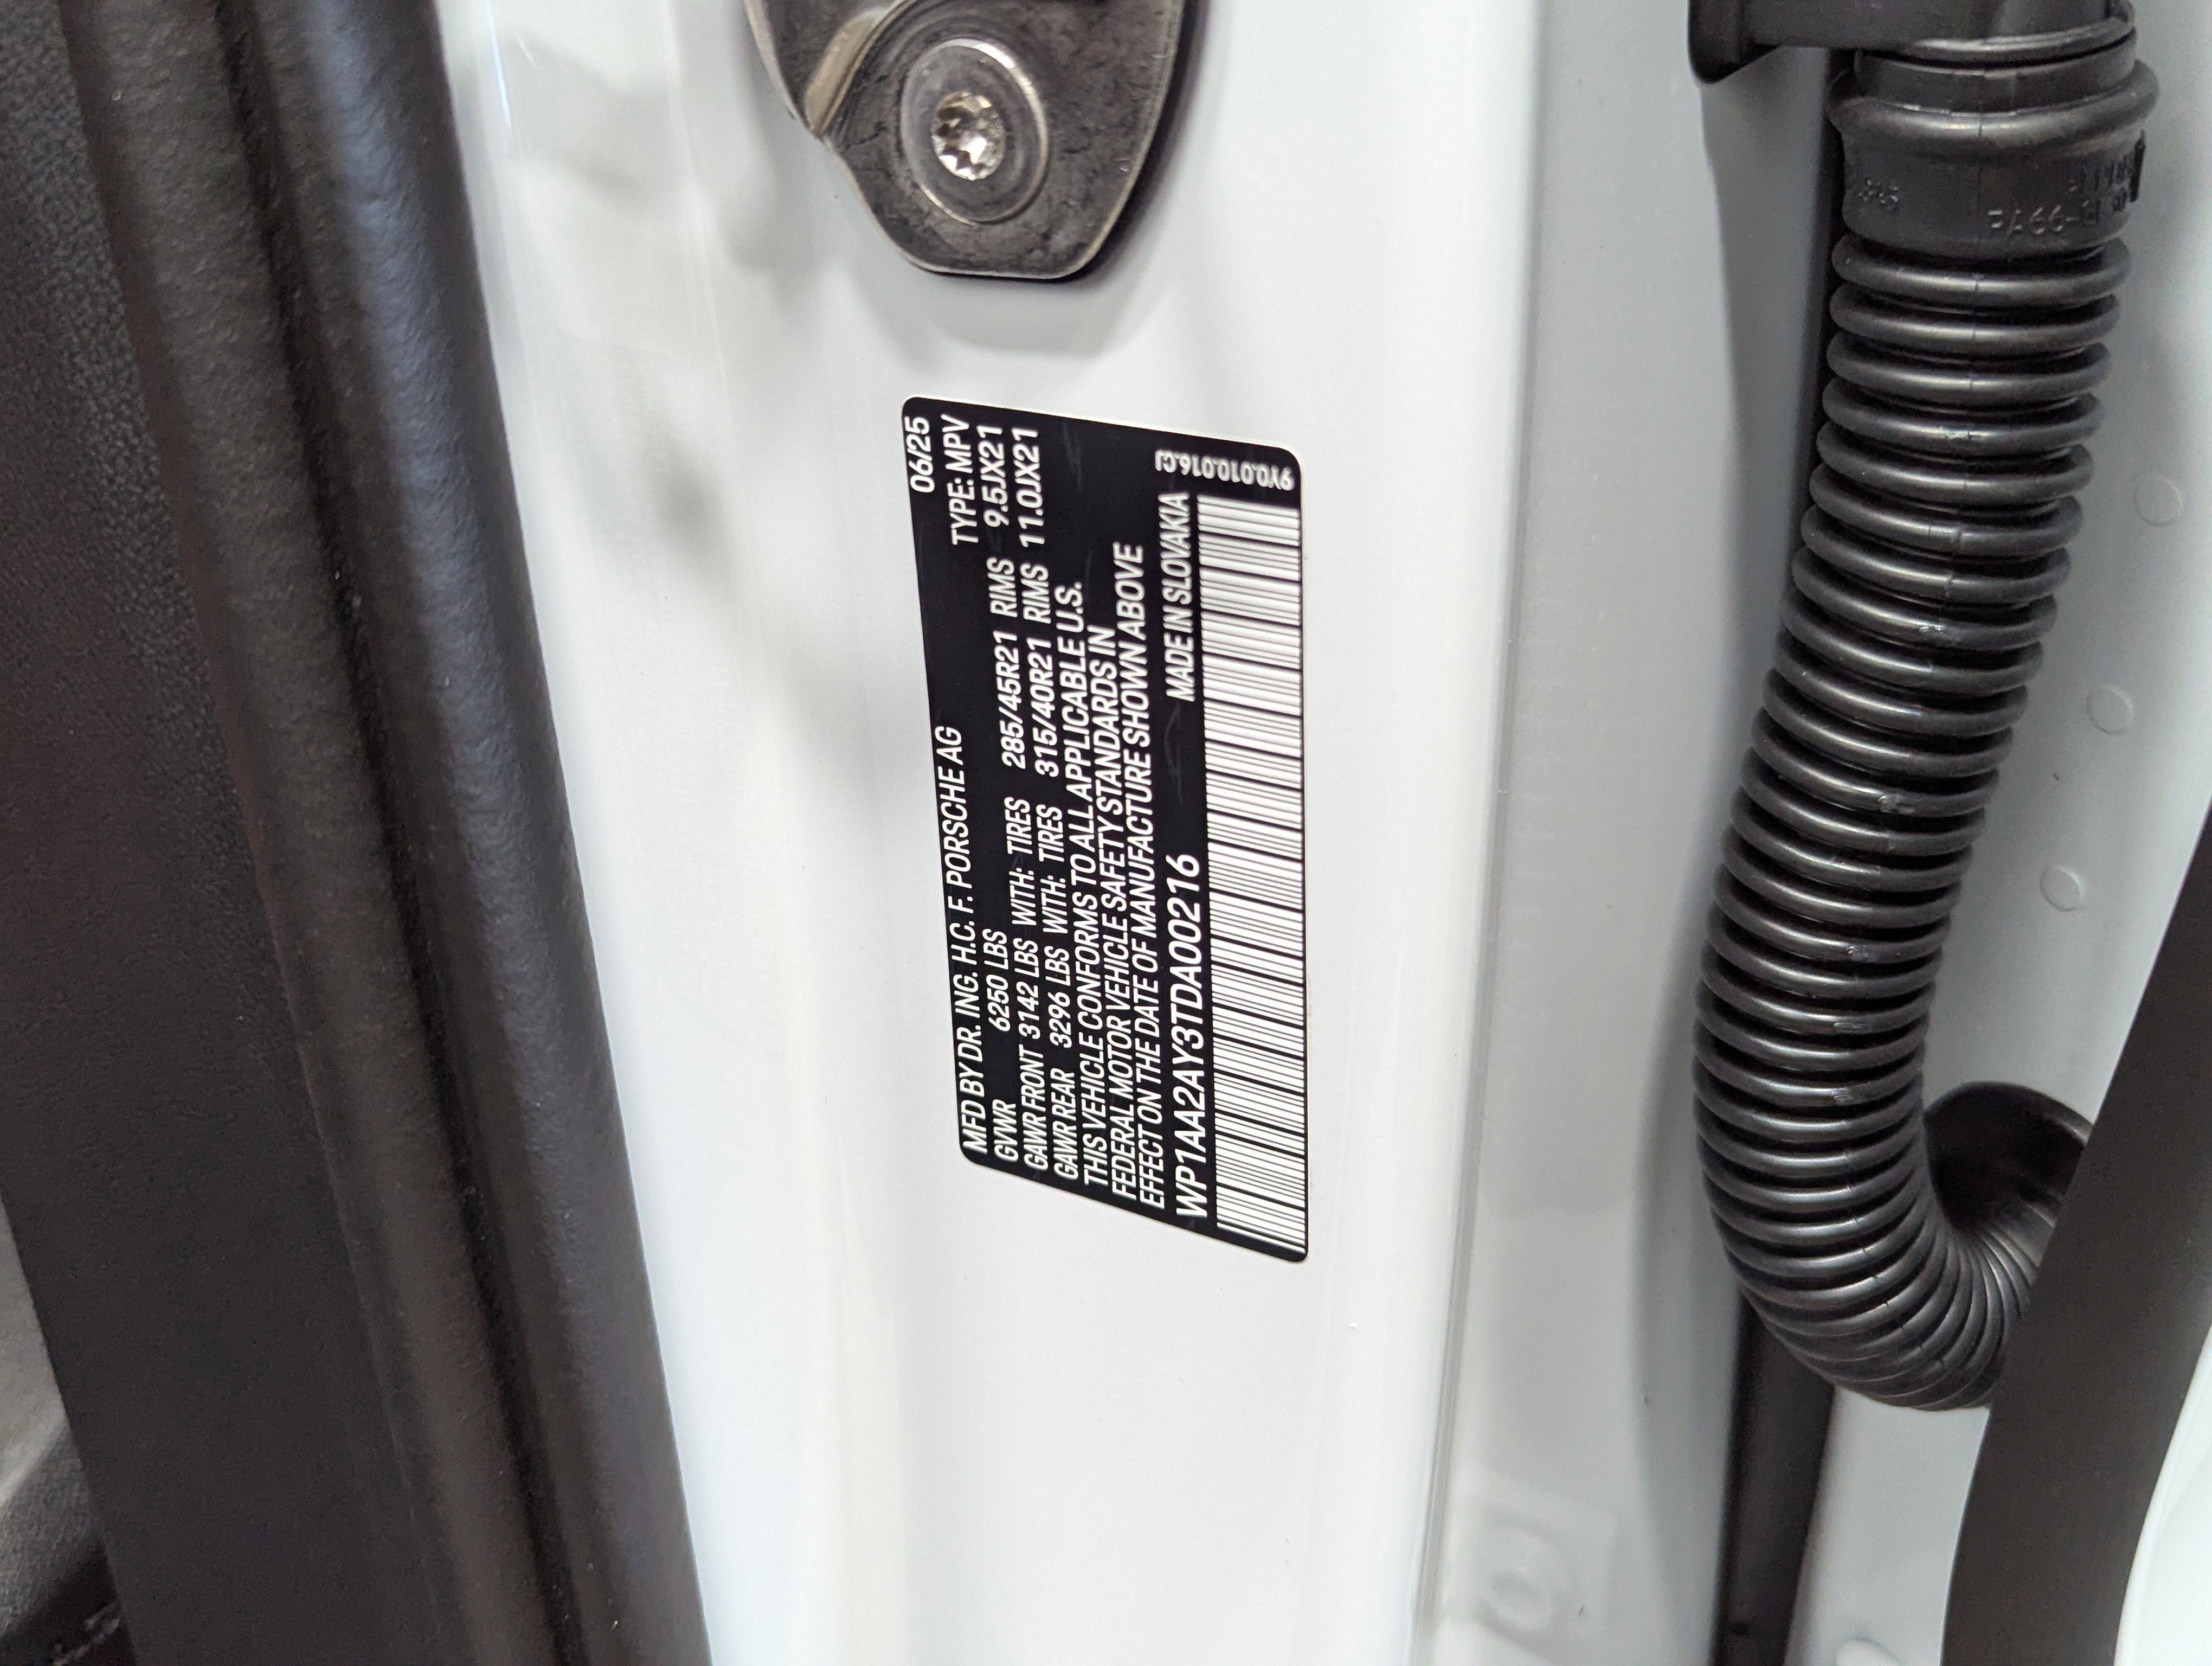 06/25
MFD BY DR. ING. H.C. F. PORSCHE AG TYPE: MPV
GVWR 6250 LBS
GAWR FRONT 3142 LBS WITH: TIRES 285/45R21 RIMS 9.5JX21
GAWR REAR 3296 LBS WITH: TIRES 315/40R21 RIMS 11.0JX21
THIS VEHICLE CONFORMS TO ALL APPLICABLE U.S.
FEDERAL MOTOR VEHICLE SAFETY STANDARDS IN
EFFECT ON THE DATE OF MANUFACTURE SHOWN ABOVE
WP1AA2AY3TDA00216 MADE IN SLOVAKIA
9Y0.010.016.CJ